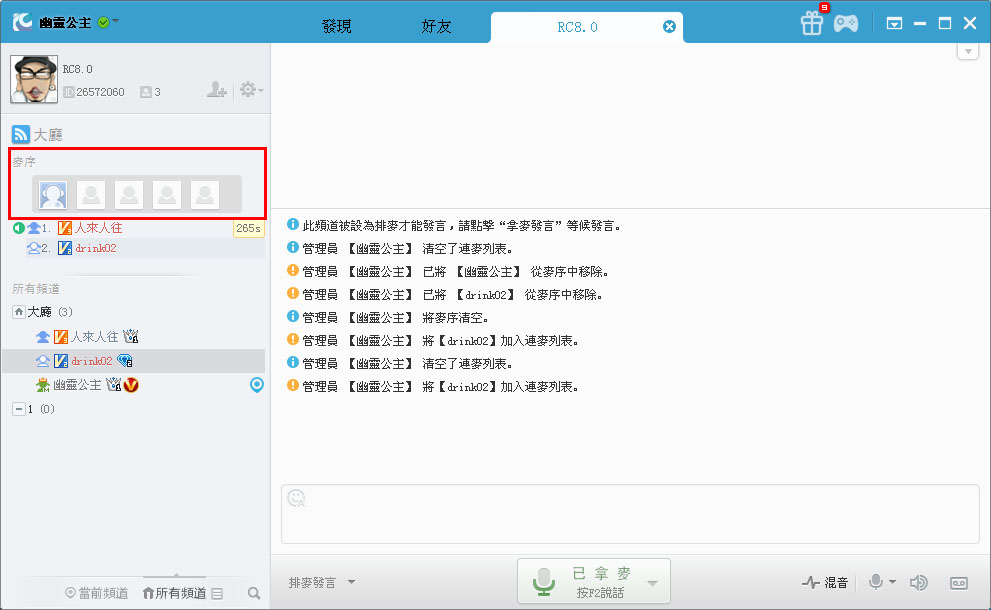 幽靈公主
發現
好友
RC8.0
9
RC8.0
ID 26572060 3
大廳
麥序
1. 人來人往 265s
2. drink02
所有頻道
大廳 (3)
人來人往
drink02
幽靈公主
1 (0)
當前頻道
所有頻道
此頻道被設為排麥才能發言,請點擊“拿麥發言”等候發言。
管理員 【幽靈公主】 清空了連麥列表。
管理員 【幽靈公主】 已將 【幽靈公主】 從麥序中移除。
管理員 【幽靈公主】 已將 【drink02】 從麥序中移除。
管理員 【幽靈公主】 將麥序清空。
管理員 【幽靈公主】 將【drink02】加入連麥列表。
管理員 【幽靈公主】 清空了連麥列表。
管理員 【幽靈公主】 將【drink02】加入連麥列表。
排麥發言
已拿麥
按F2說話
混音